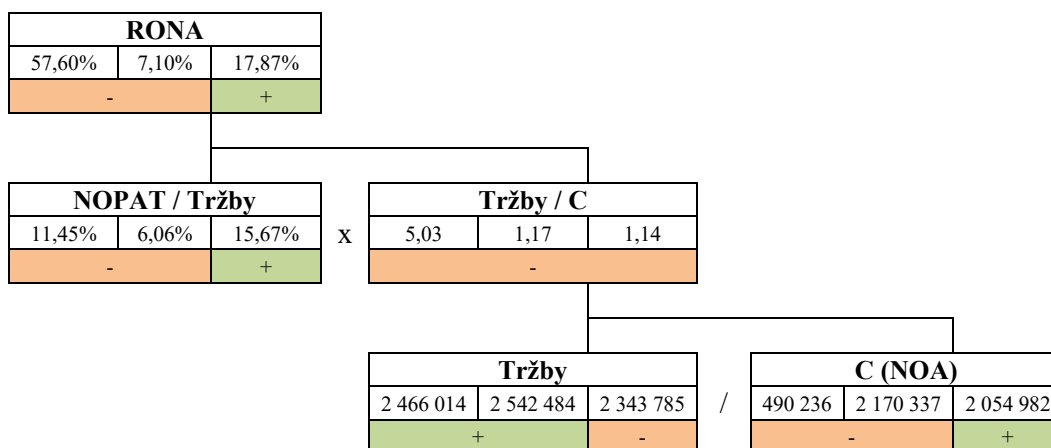 RONA
57,60% 7,10% 17,87%
- +
NOPAT / Tržby
11,45% 6,06% 15,67%
- +
x
Tržby / C
5,03 1,17 1,14
-
Tržby
2 466 014 2 542 484 2 343 785
+ -
/
C (NOA)
490 236 2 170 337 2 054 982
- +